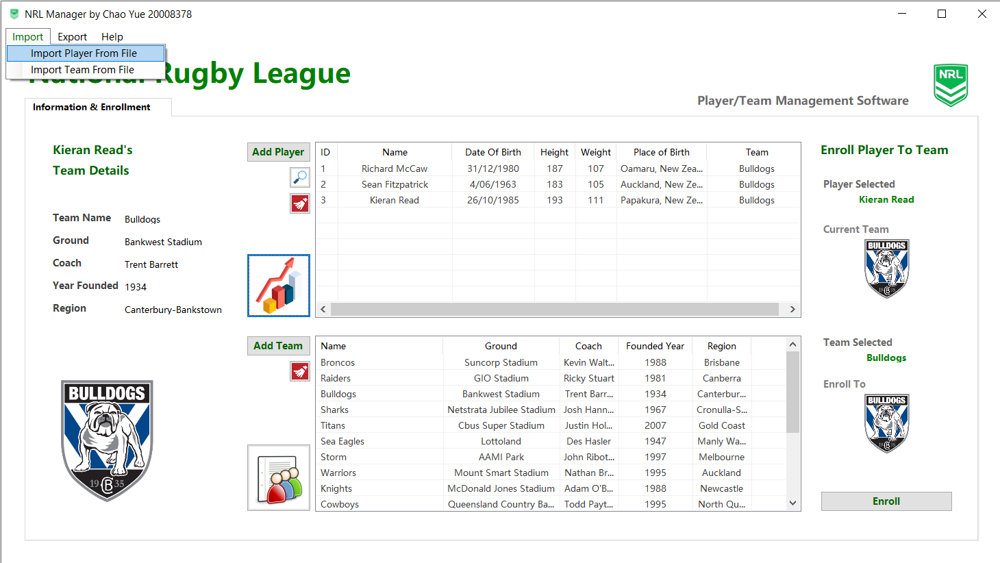 NRL Manager by Chao Yue 20008378
Import Export Help
Import Player From File
Import Team From File
National Rugby League
NRL
Player/Team Management Software
Information & Enrollment
Kieran Read's
Team Details
Team Name Bulldogs
Ground Bankwest Stadium
Coach Trent Barrett
Year Founded 1934
Region Canterbury-Bankstown
BULLDOGS
19 CB 35
Add Player
ID Name Date Of Birth Height Weight Place of Birth Team
1 Richard McCaw 31/12/1980 187 107 Oamaru, New Zea... Bulldogs
2 Sean Fitzpatrick 4/06/1963 183 105 Auckland, New Ze... Bulldogs
3 Kieran Read 26/10/1985 193 111 Papakura, New Ze... Bulldogs
Add Team
Name Ground Coach Founded Year Region
Broncos Suncorp Stadium Kevin Walt... 1988 Brisbane
Raiders GIO Stadium Ricky Stuart 1981 Canberra
Bulldogs Bankwest Stadium Trent Barr... 1934 Canterbur...
Sharks Netstrata Jubilee Stadium Josh Hann... 1967 Cronulla-S...
Titans Cbus Super Stadium Justin Hol... 2007 Gold Coast
Sea Eagles Lottoland Des Hasler 1947 Manly Wa...
Storm AAMI Park John Ribot... 1997 Melbourne
Warriors Mount Smart Stadium Nathan Br... 1995 Auckland
Knights McDonald Jones Stadium Adam O'B... 1988 Newcastle
Cowboys Queensland Country Ba... Todd Payt... 1995 North Qu...
Enroll Player To Team
Player Selected
Kieran Read
Current Team
BULLDOGS
19 CB 35
Team Selected
Bulldogs
Enroll To
BULLDOGS
19 CB 35
Enroll